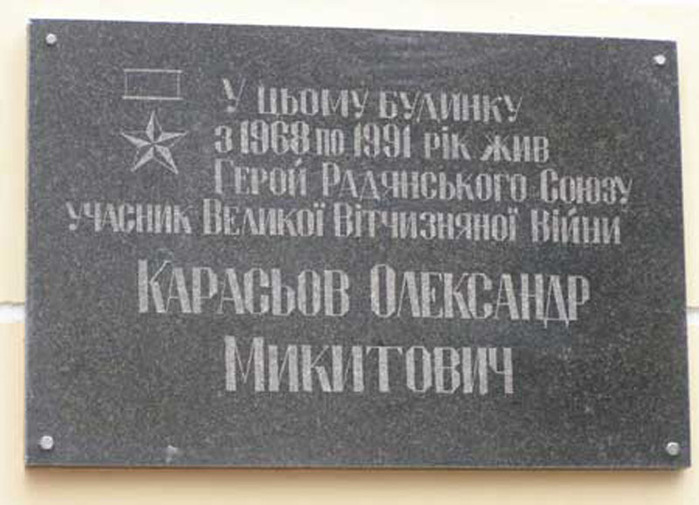 У цьому будинку
з 1968 по 1991 рік жив
Герой Радянського Союзу
учасник Великої Вітчизняної Війни
Карасьов Олександр
Микитович